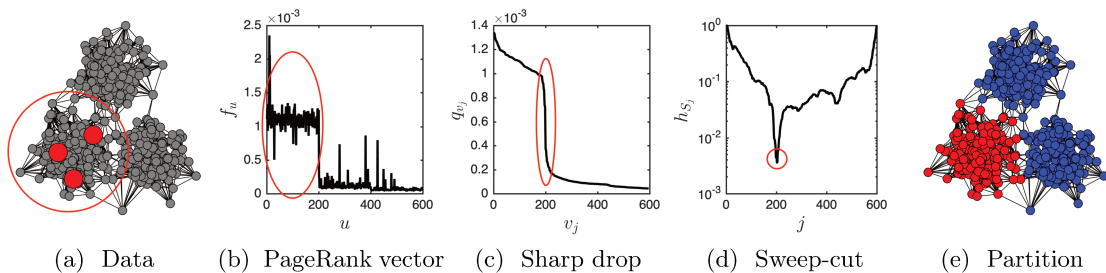 ×10⁻³
2.5
2
1.5
1
0.5
0
f_u
0 200 400 600
u
×10⁻³
1.4
1.2
1
0.8
0.6
0.4
0.2
0
q_{v_j}
0 200 400 600
v_j
10⁰
10⁻¹
10⁻²
10⁻³
h_{S_j}
0 200 400 600
j
(a) Data
(b) PageRank vector
(c) Sharp drop
(d) Sweep-cut
(e) Partition